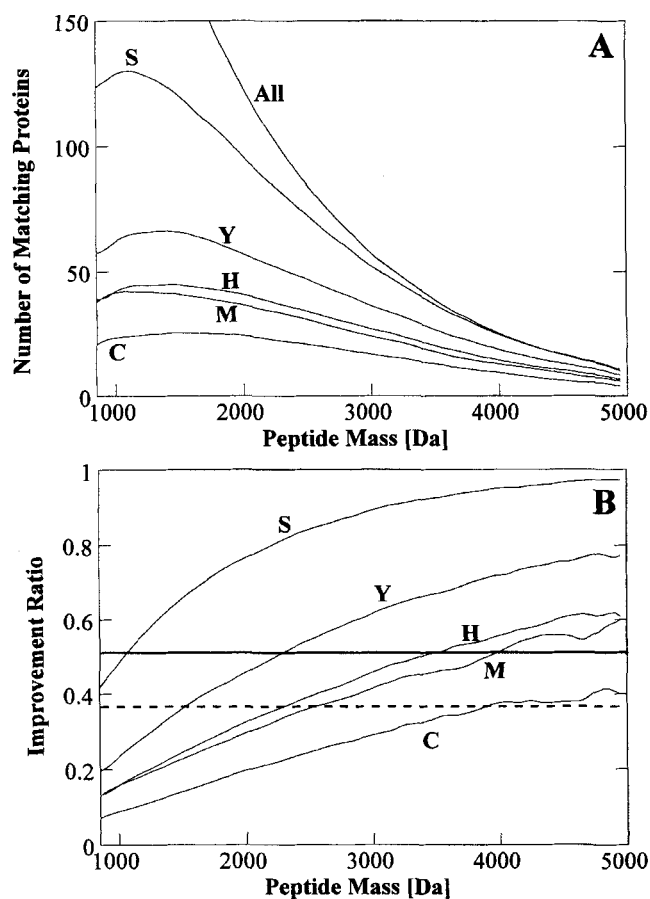 150
100
50
0
Number of Matching Proteins
A
S
All
Y
H
M
C
1000 2000 3000 4000 5000
Peptide Mass [Da]
1
0.8
0.6
0.4
0.2
0
Improvement Ratio
B
S
Y
H
M
C
1000 2000 3000 4000 5000
Peptide Mass [Da]